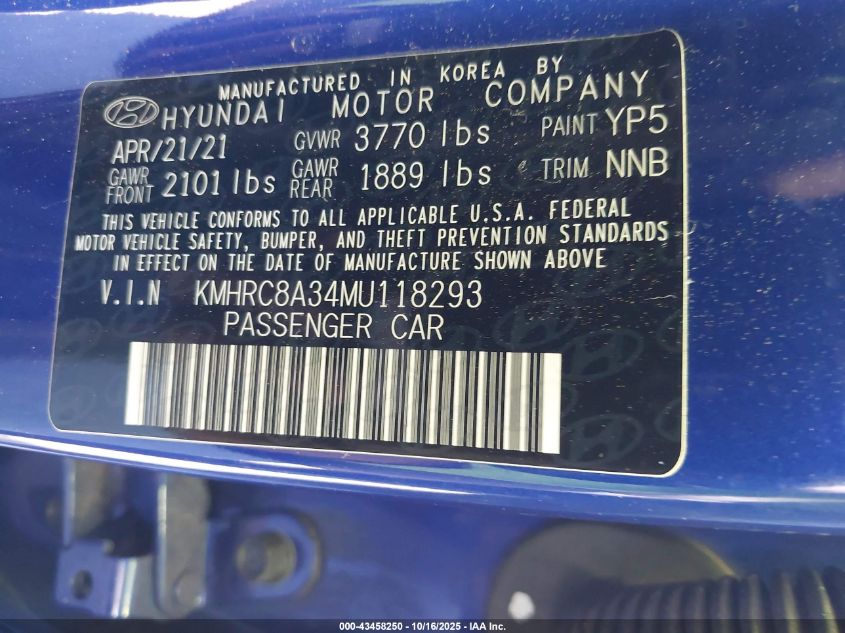 MANUFACTURED IN KOREA BY
HYUNDAI MOTOR COMPANY
APR/21/21 GVWR 3770 lbs PAINT YP5
GAWR FRONT 2101 lbs GAWR REAR 1889 lbs TRIM NNB
THIS VEHICLE CONFORMS TO ALL APPLICABLE U.S.A. FEDERAL
MOTOR VEHICLE SAFETY, BUMPER, AND THEFT PREVENTION STANDARDS
IN EFFECT ON THE DATE OF MANUFACTURE SHOWN ABOVE
V.I.N KMHRC8A34MU118293
PASSENGER CAR
000-43458250 - 10/16/2025 - IAA Inc.